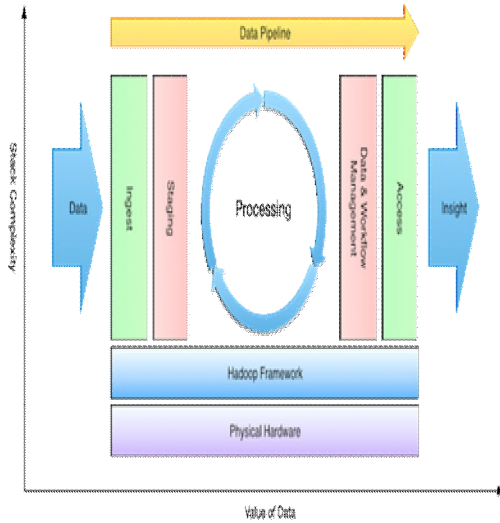 Data Pipeline
Stack Complexity
Data
Ingest
Staging
Processing
Data & Workflow
Management
Access
Insight
Hadoop Framework
Physical Hardware
Value of Data